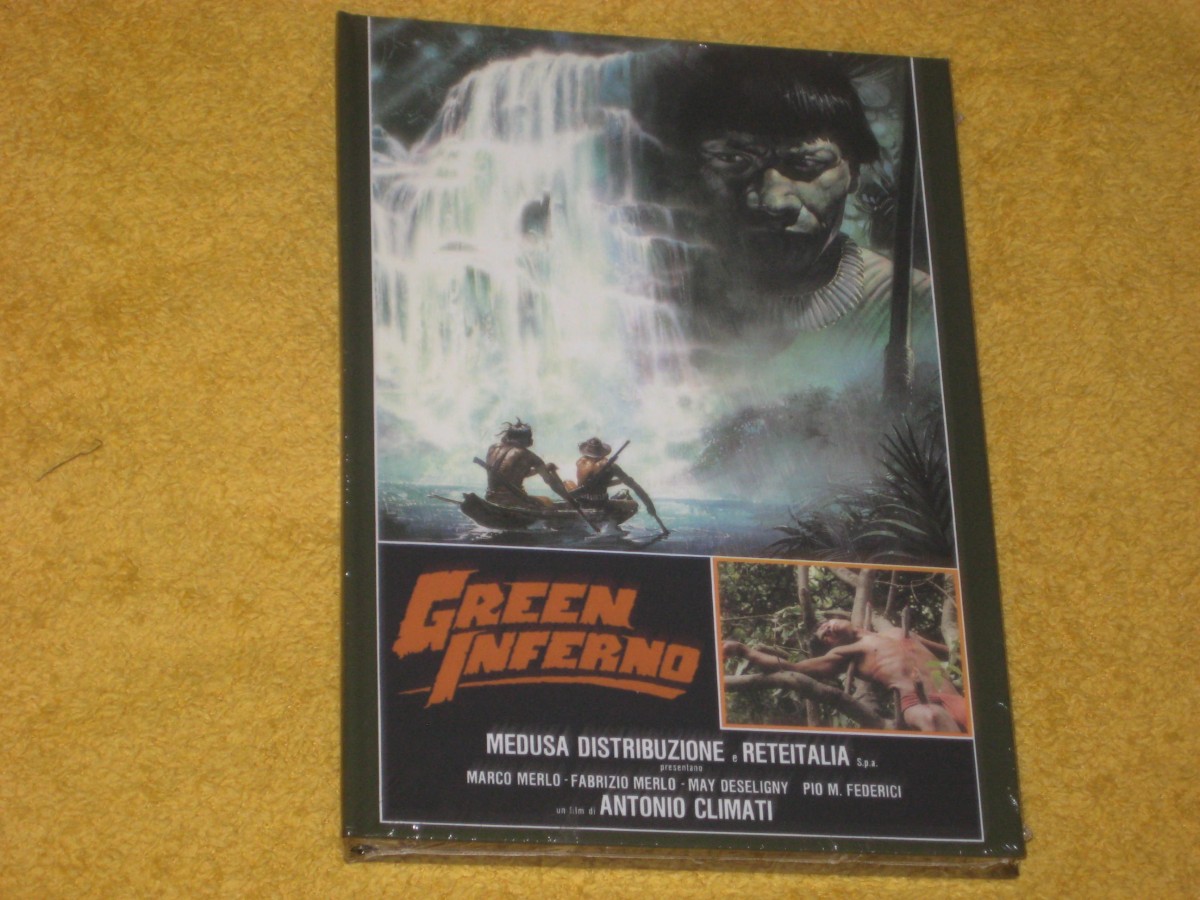 GREEN
INFERNO
MEDUSA DISTRIBUZIONE e RETEITALIA S.p.a.
presentano
MARCO MERLO - FABRIZIO MERLO - MAY DESELIGNY PIO M. FEDERICI
un film di ANTONIO CLIMATI